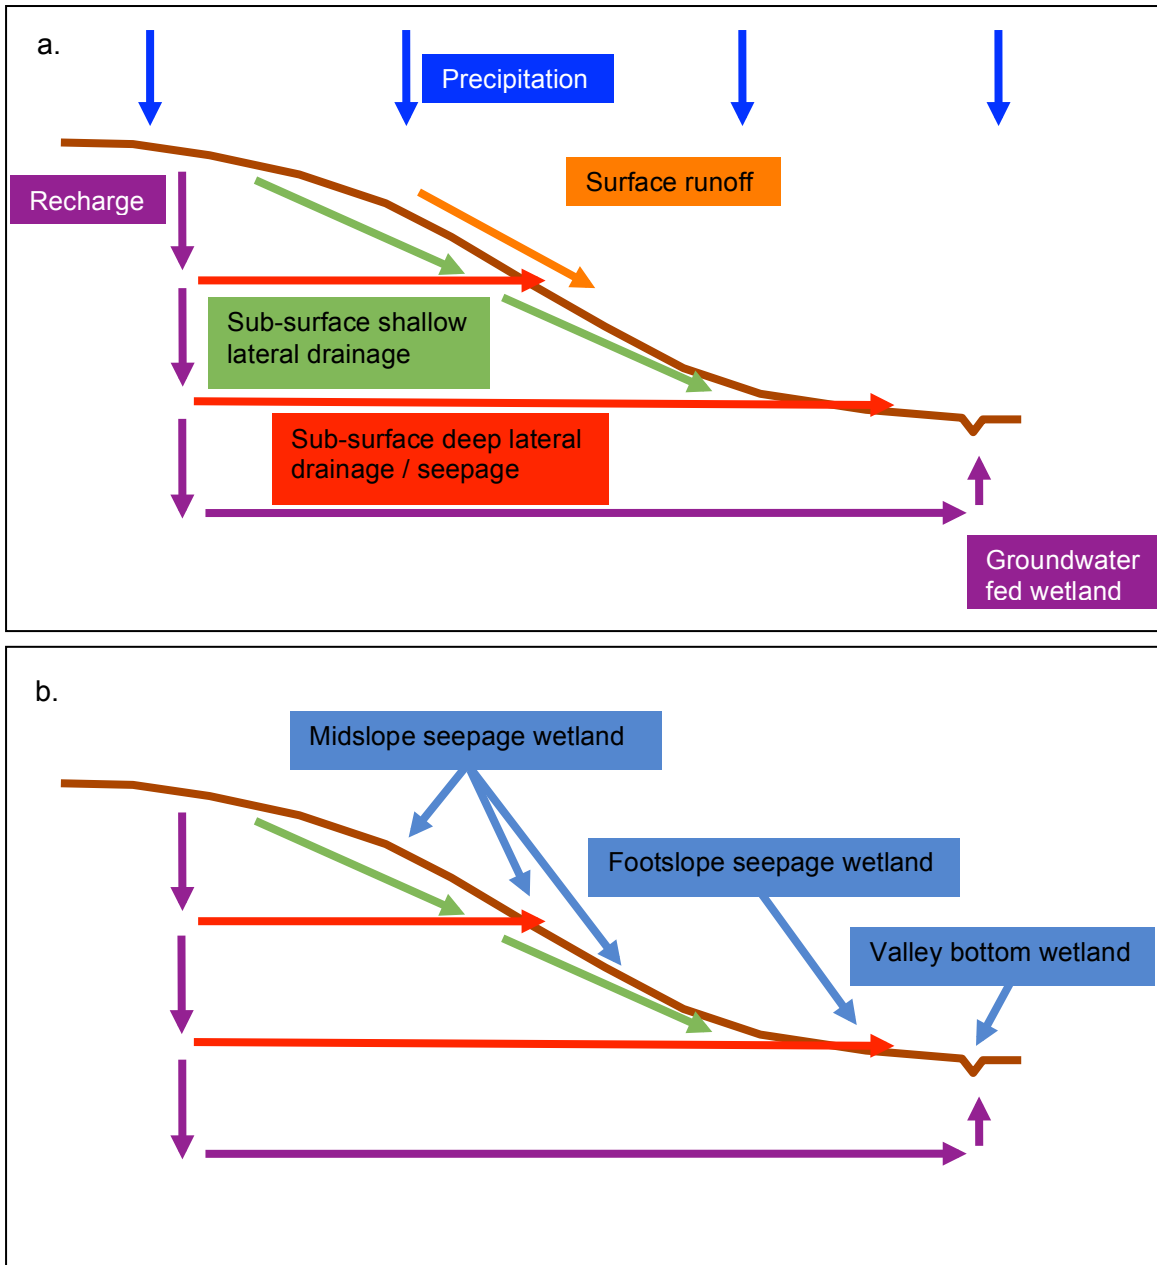 a.
Precipitation
Surface runoff
Recharge
Sub-surface shallow
lateral drainage
Sub-surface deep lateral
drainage / seepage
Groundwater
fed wetland
b.
Midslope seepage wetland
Footslope seepage wetland
Valley bottom wetland